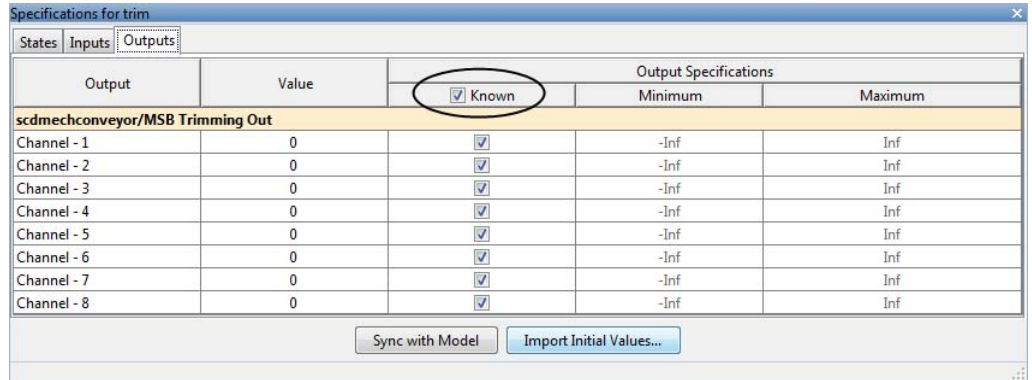 Specifications for trim
States Inputs Outputs
Output Value Output Specifications
Known Minimum Maximum
scdmechconveyor/MSB Trimming Out
Channel - 1 0 -Inf Inf
Channel - 2 0 -Inf Inf
Channel - 3 0 -Inf Inf
Channel - 4 0 -Inf Inf
Channel - 5 0 -Inf Inf
Channel - 6 0 -Inf Inf
Channel - 7 0 -Inf Inf
Channel - 8 0 -Inf Inf
Sync with Model Import Initial Values...